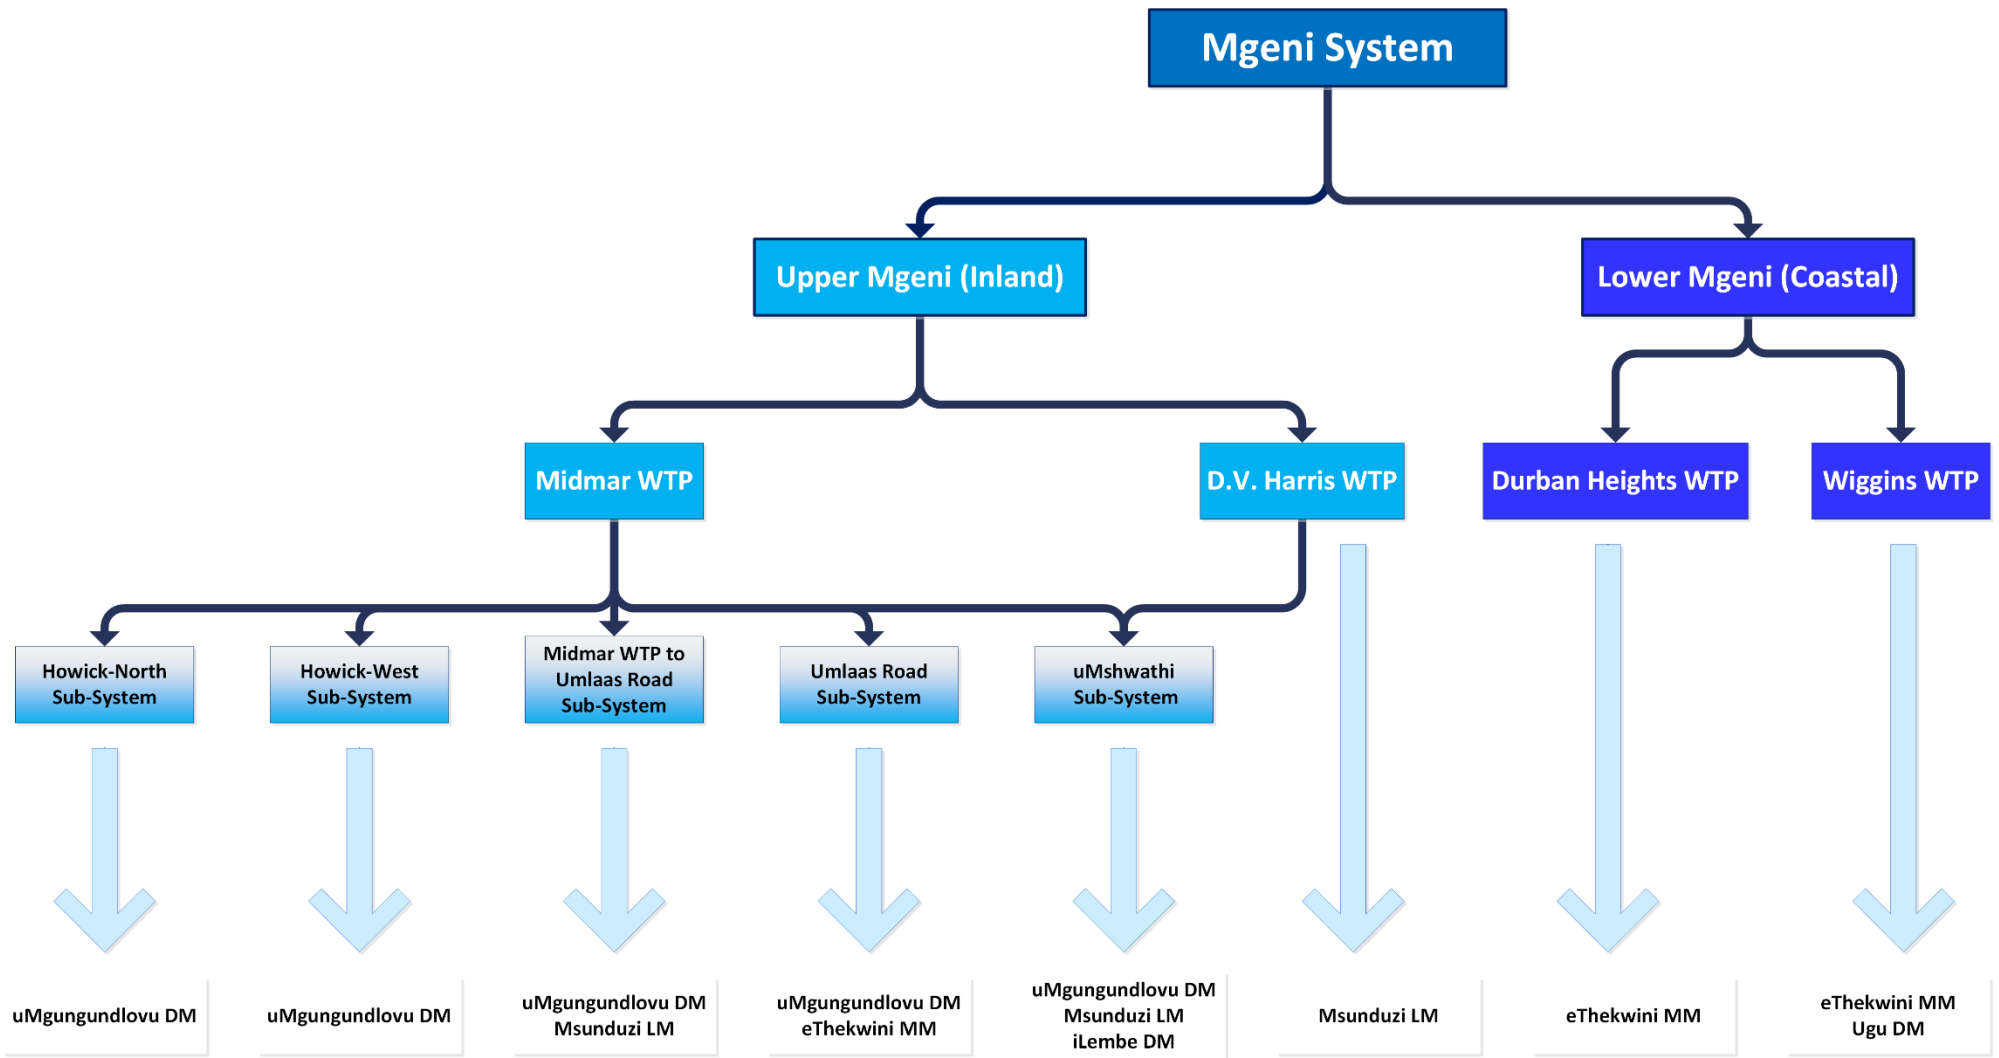 Mgeni System
Upper Mgeni (Inland)
Lower Mgeni (Coastal)
Midmar WTP
D.V. Harris WTP
Durban Heights WTP
Wiggins WTP
Howick-North
Sub-System
Howick-West
Sub-System
Midmar WTP to
Umlaas Road
Sub-System
Umlaas Road
Sub-System
uMshwathi
Sub-System
uMgungundlovu DM
uMgungundlovu DM
uMgungundlovu DM
Msunduzi LM
uMgungundlovu DM
eThekwini MM
uMgungundlovu DM
Msunduzi LM
iLembe DM
Msunduzi LM
eThekwini MM
eThekwini MM
Ugu DM